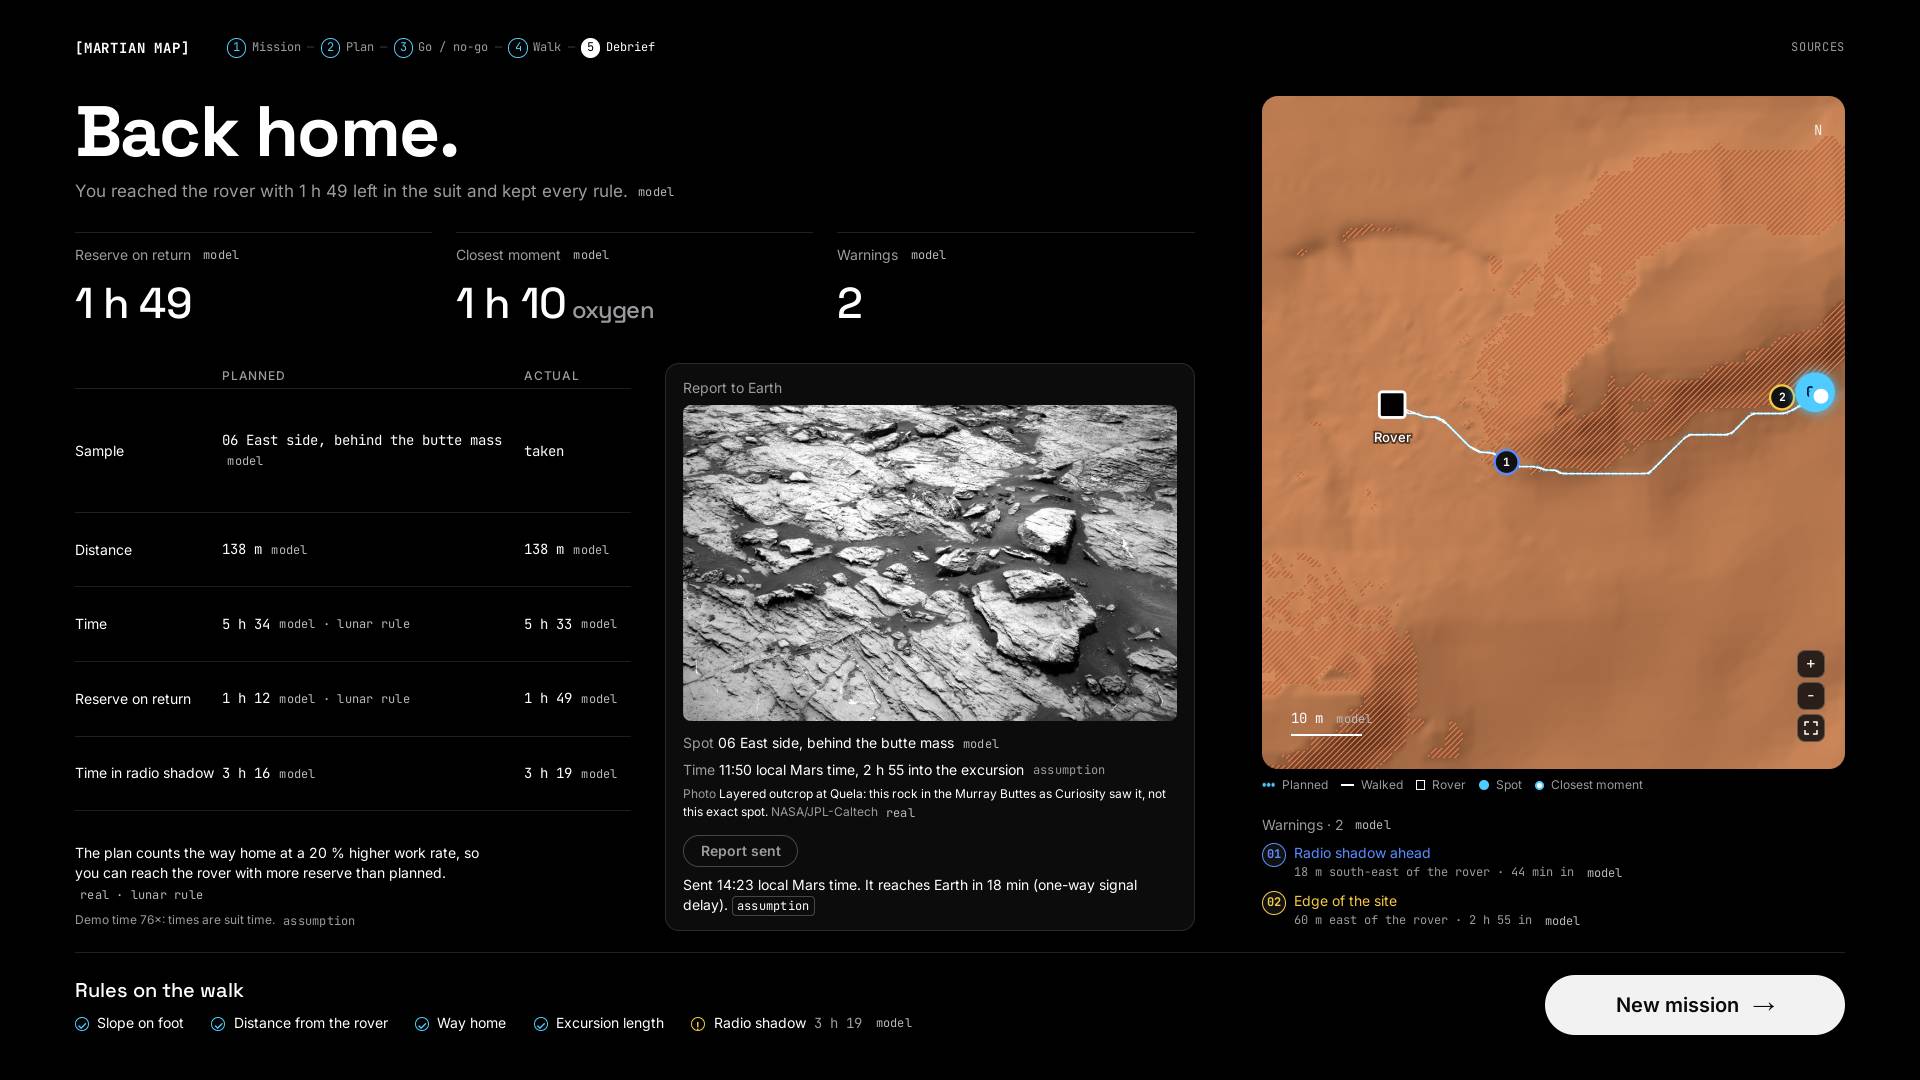 [MARTIAN MAP]
1 Mission — 2 Plan — 3 Go / no-go — 4 Walk — 5 Debrief
SOURCES
Back home.
You reached the rover with 1 h 49 left in the suit and kept every rule. model
Reserve on return model
1 h 49
Closest moment model
1 h 10 oxygen
Warnings model
2
PLANNED ACTUAL
Sample 06 East side, behind the butte mass model taken
Distance 138 m model 138 m model
Time 5 h 34 model · lunar rule 5 h 33 model
Reserve on return 1 h 12 model · lunar rule 1 h 49 model
Time in radio shadow 3 h 16 model 3 h 19 model
The plan counts the way home at a 20 % higher work rate, so
you can reach the rover with more reserve than planned.
real · lunar rule
Demo time 76×: times are suit time. assumption
Report to Earth
Spot 06 East side, behind the butte mass model
Time 11:50 local Mars time, 2 h 55 into the excursion assumption
Photo Layered outcrop at Quela: this rock in the Murray Buttes as Curiosity saw it, not
this exact spot. NASA/JPL-Caltech real
Report sent
Sent 14:23 local Mars time. It reaches Earth in 18 min (one-way signal
delay). assumption
N
Rover
1
2
+
-
10 m model
Planned Walked Rover Spot Closest moment
Warnings · 2 model
01 Radio shadow ahead
18 m south-east of the rover · 44 min in model
02 Edge of the site
60 m east of the rover · 2 h 55 in model
Rules on the walk
Slope on foot Distance from the rover Way home Excursion length Radio shadow 3 h 19 model
New mission →